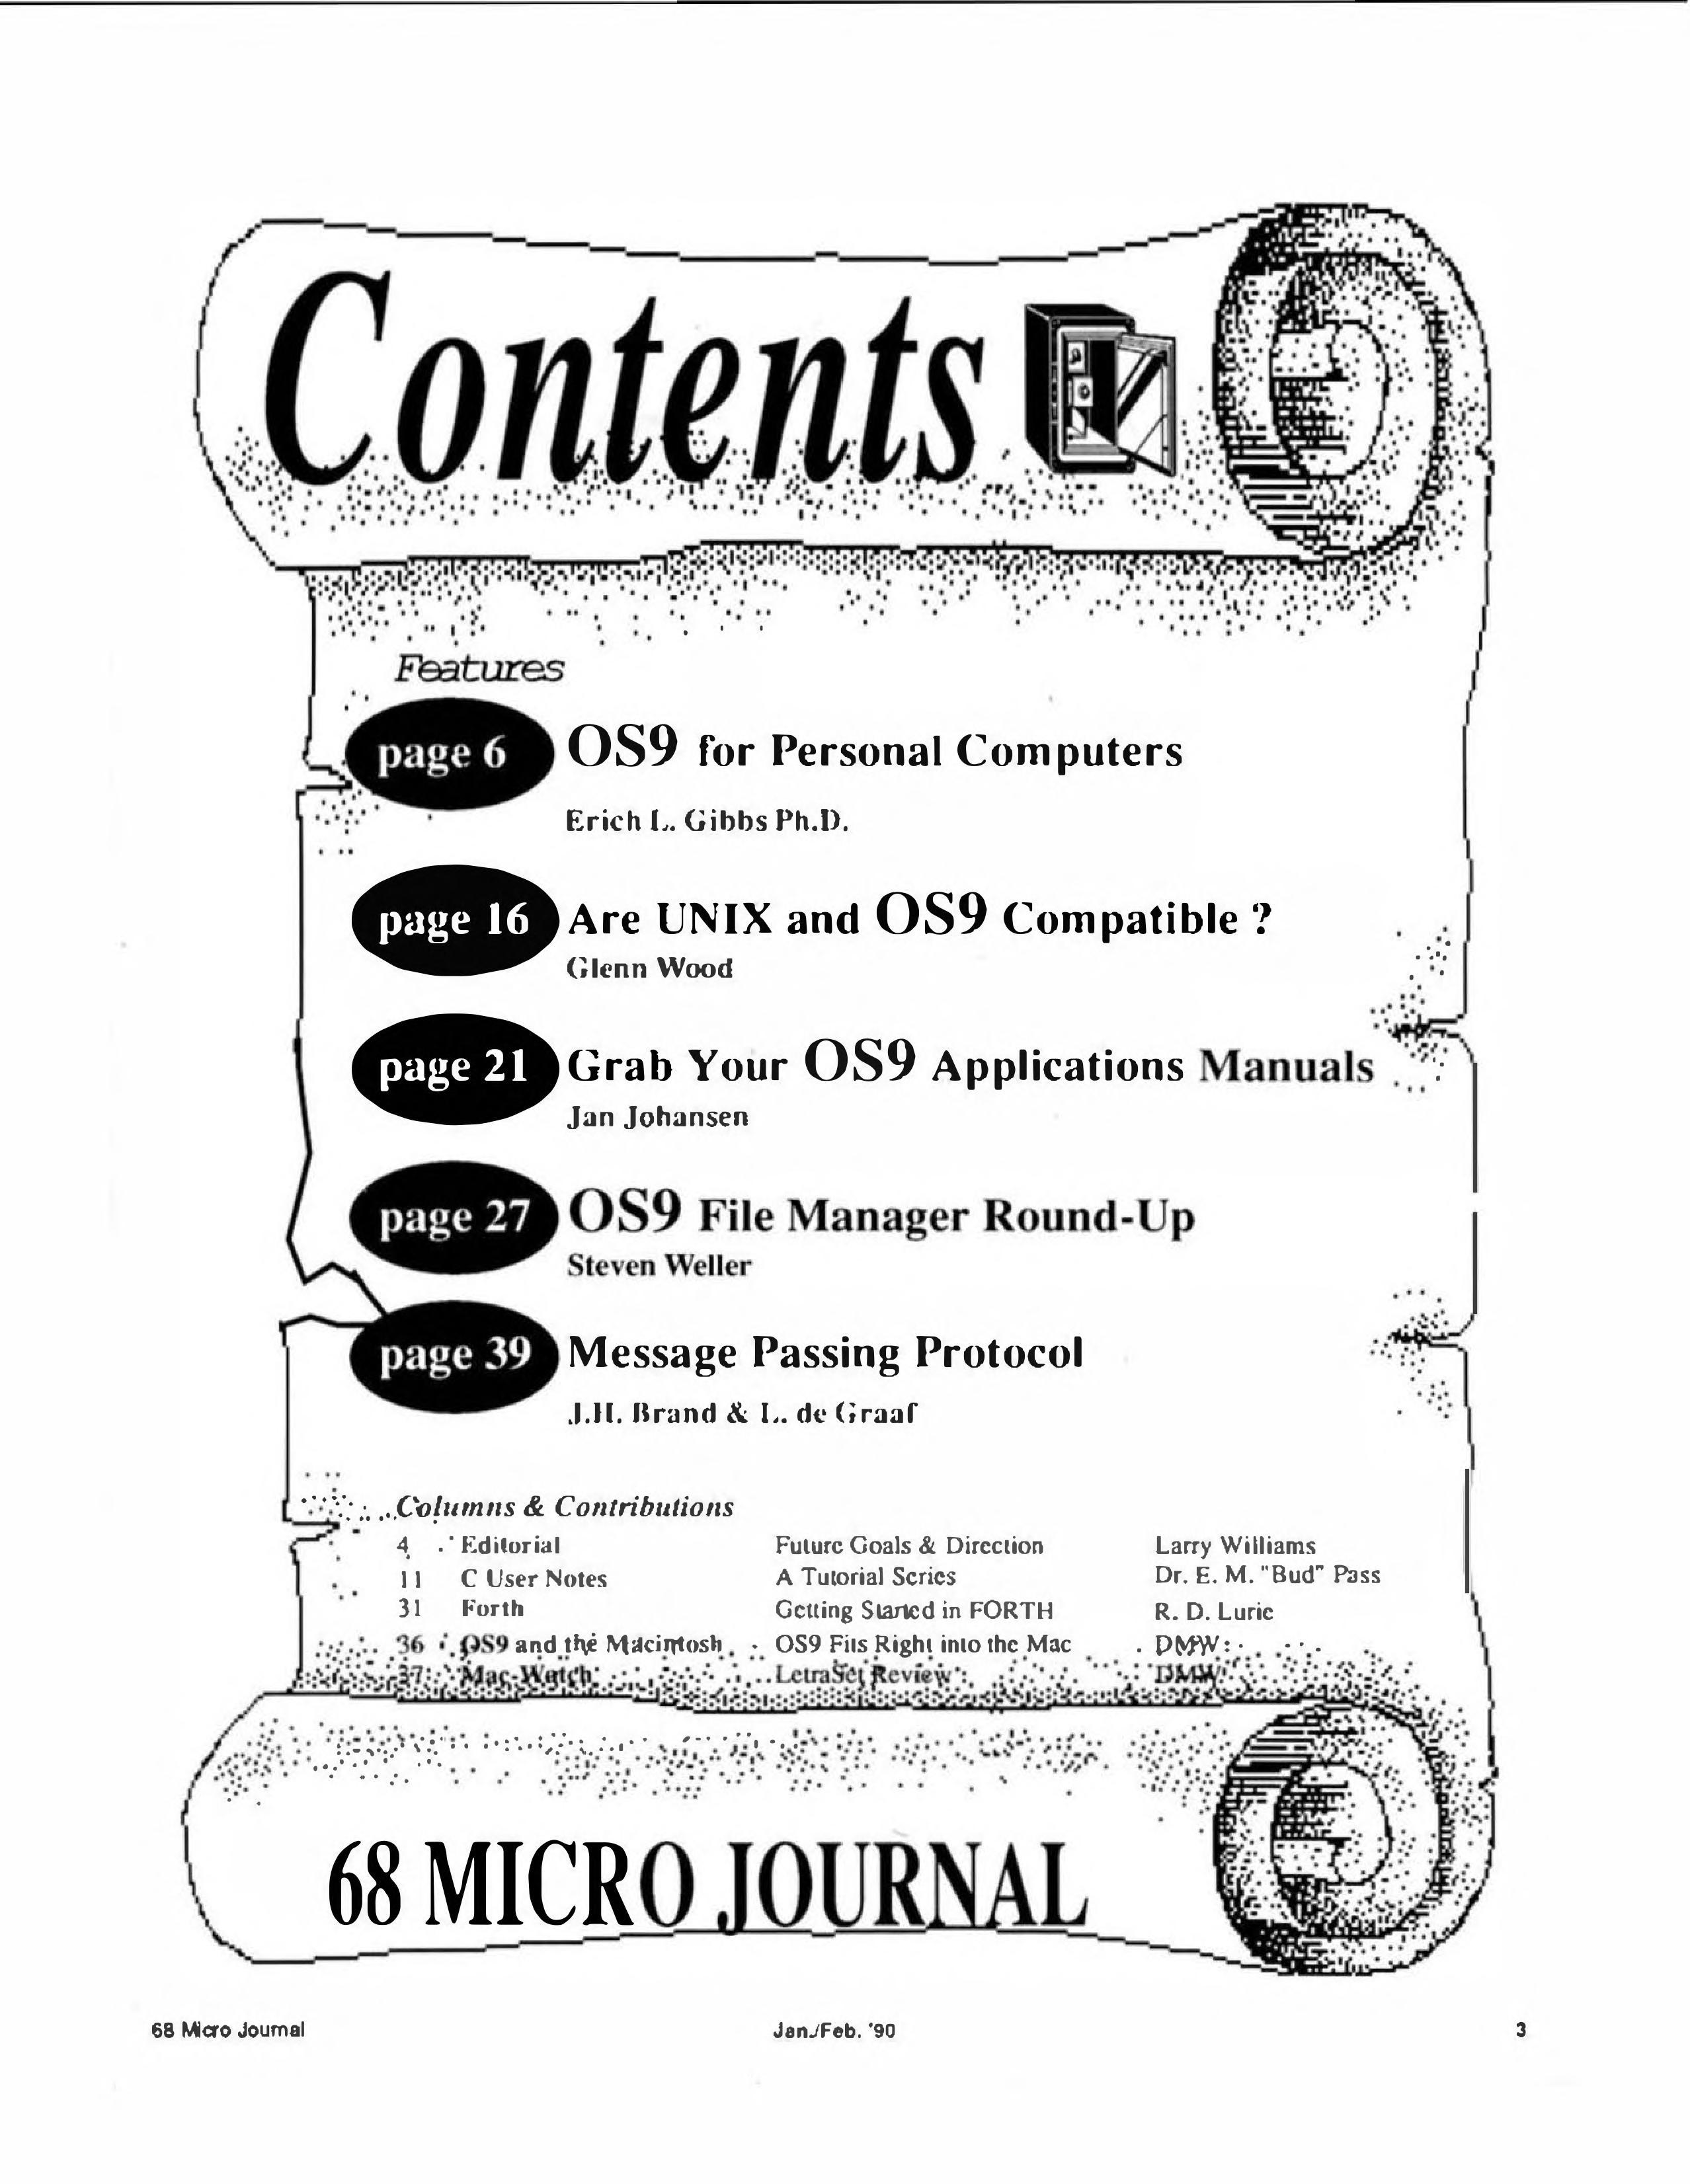 Contents
Features
page 6 OS9 for Personal Computers
Erich L. Gibbs Ph.D.
page 16 Are UNIX and OS9 Compatible ?
Glenn Wood
page 21 Grab Your OS9 Applications Manuals
Jan Johansen
page 27 OS9 File Manager Round-Up
Steven Weller
page 39 Message Passing Protocol
J.H. Brand & L. de Graaf
Columns & Contributions
4 Editorial Future Goals & Direction Larry Williams
11 C User Notes A Tutorial Series Dr. E. M. "Bud" Pass
31 Forth Getting Started in FORTH R. D. Lurie
36 OS9 and the Macintosh OS9 Fits Right into the Mac DMW
37 Mac-Watch LetraSet Review DMW
68 MICRO JOURNAL
68 Micro Journal Jan./Feb. '90 3